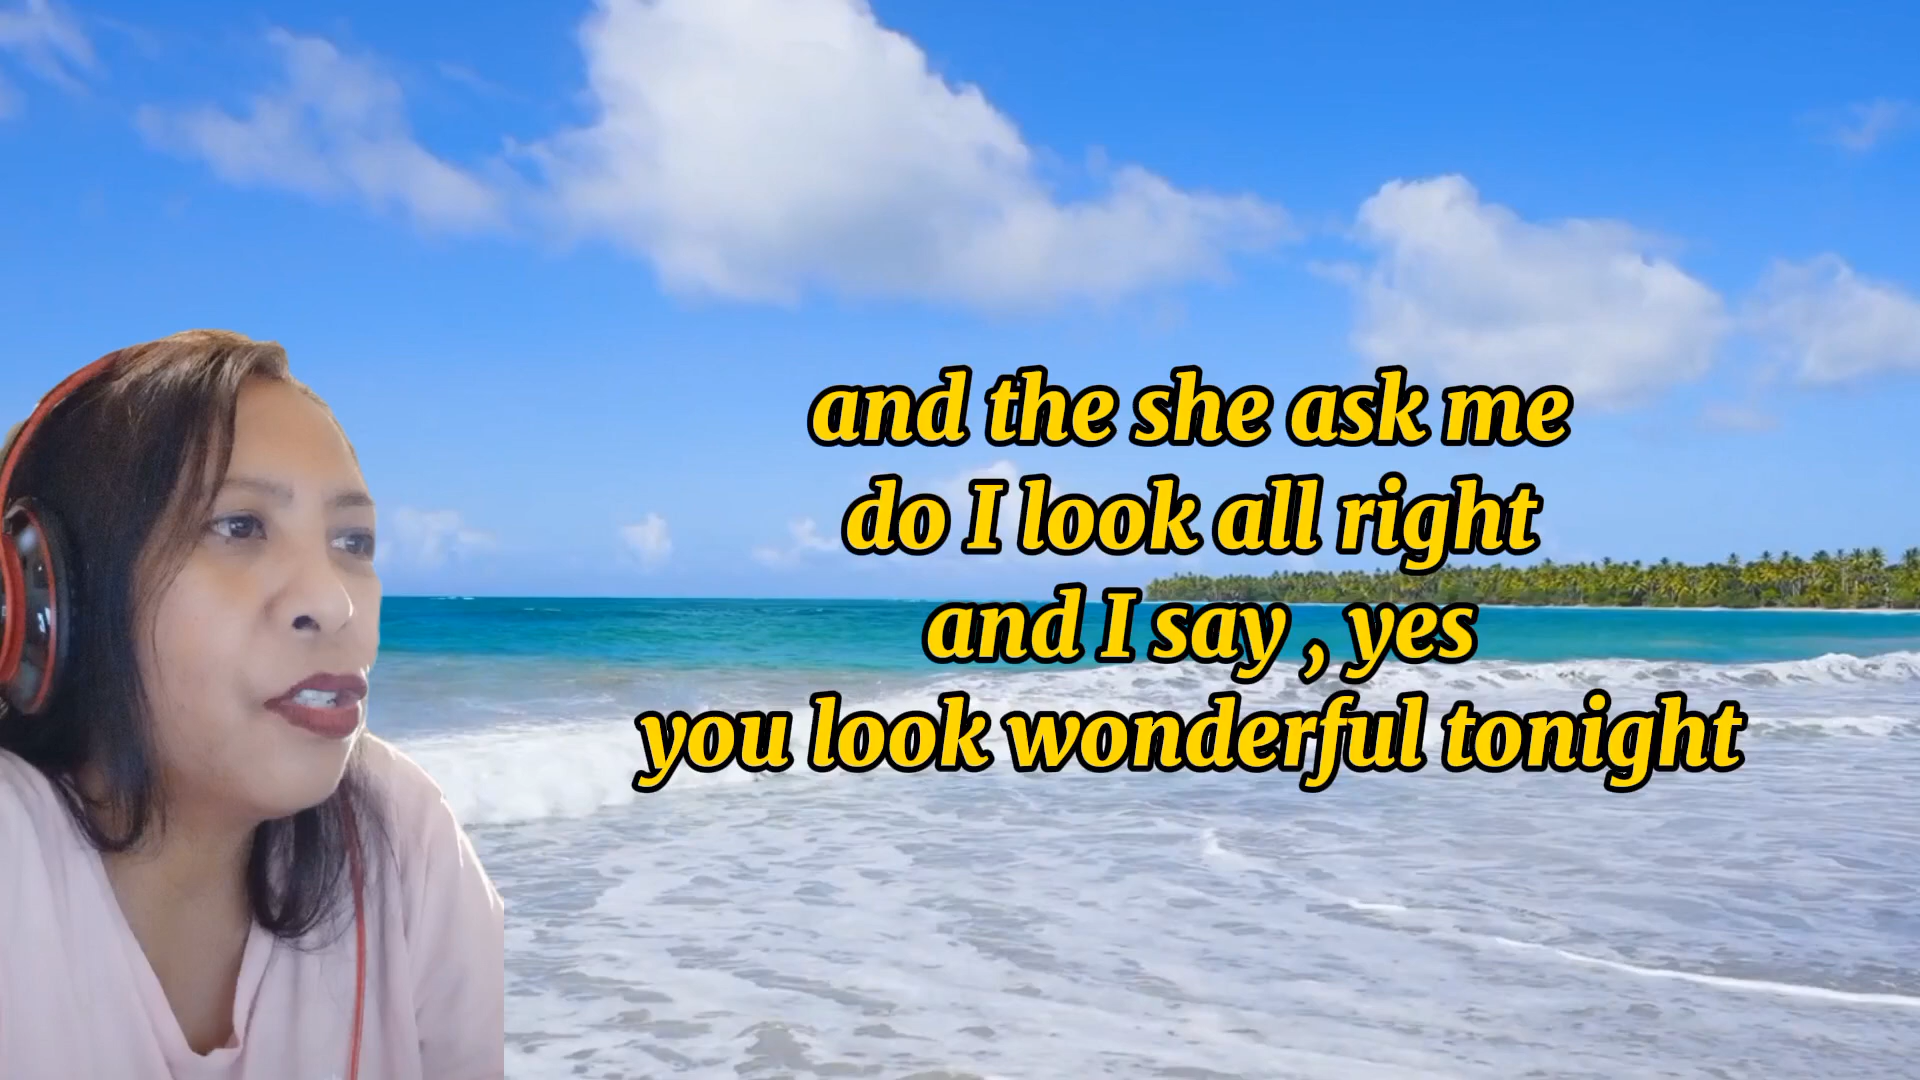 and the she ask me
do I look all right
and I say , yes
you look wonderful tonight